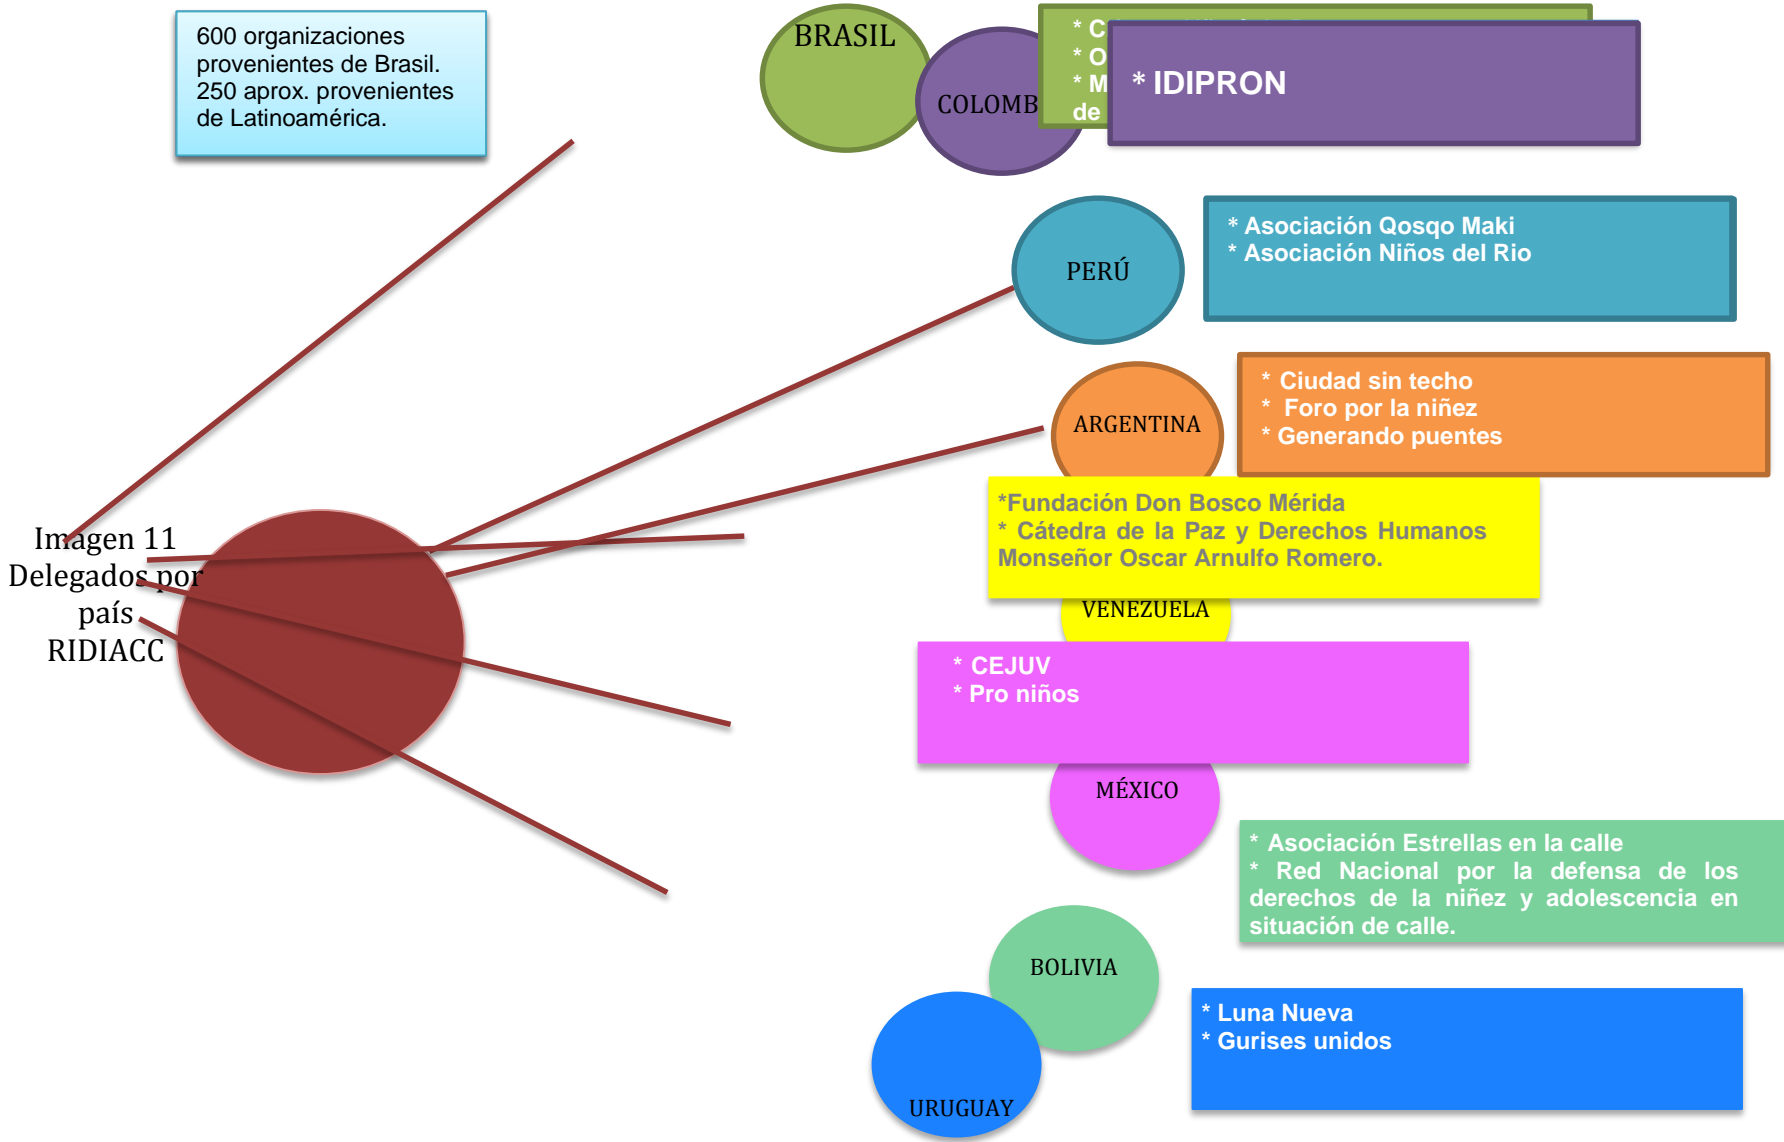 600 organizaciones
provenientes de Brasil.
250 aprox. provenientes
de Latinoamérica.
BRASIL
COLOMB
* C
* O
* M
de
* IDIPRON
PERÚ
* Asociación Qosqo Maki
* Asociación Niños del Rio
ARGENTINA
* Ciudad sin techo
* Foro por la niñez
* Generando puentes
*Fundación Don Bosco Mérida
* Cátedra de la Paz y Derechos Humanos
Monseñor Oscar Arnulfo Romero.
VENEZUELA
Imagen 11
Delegados por
país
RIDIACC
* CEJUV
* Pro niños
MÉXICO
* Asociación Estrellas en la calle
* Red Nacional por la defensa de los
derechos de la niñez y adolescencia en
situación de calle.
BOLIVIA
* Luna Nueva
* Gurises unidos
URUGUAY